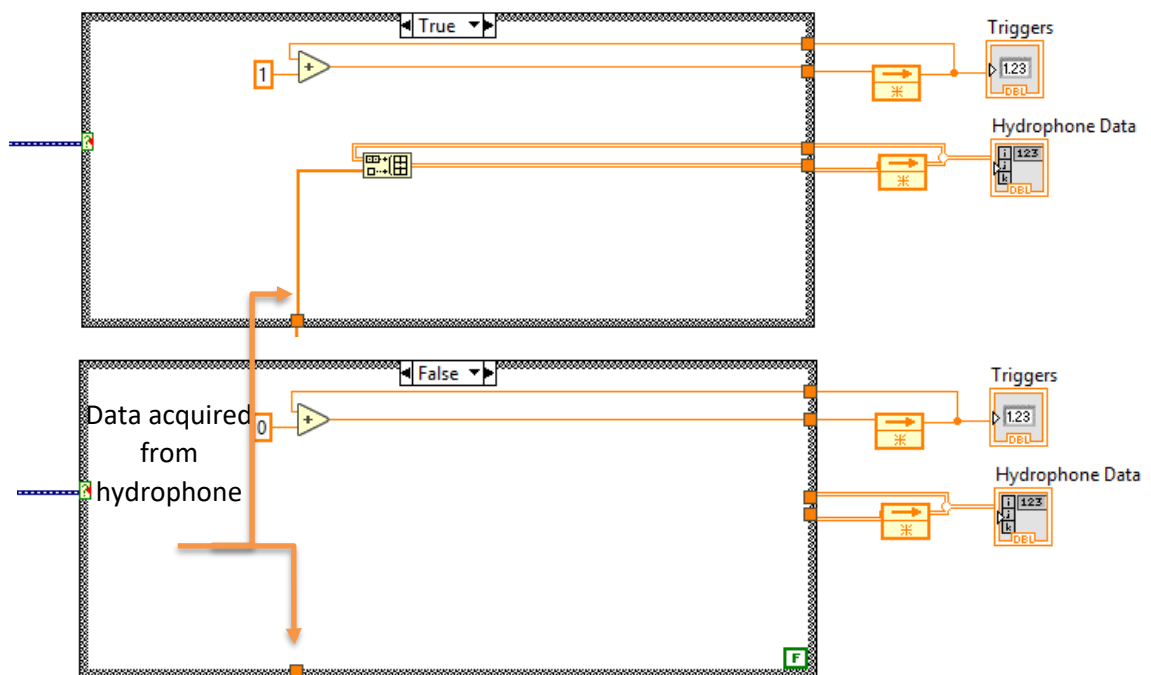 True
Triggers
1
+
1.23
DBL
Hydrophone Data
?
i 123
j
k
DBL
False
Triggers
Data acquired
0
+
1.23
DBL
from
hydrophone
Hydrophone Data
?
i 123
j
k
DBL
F